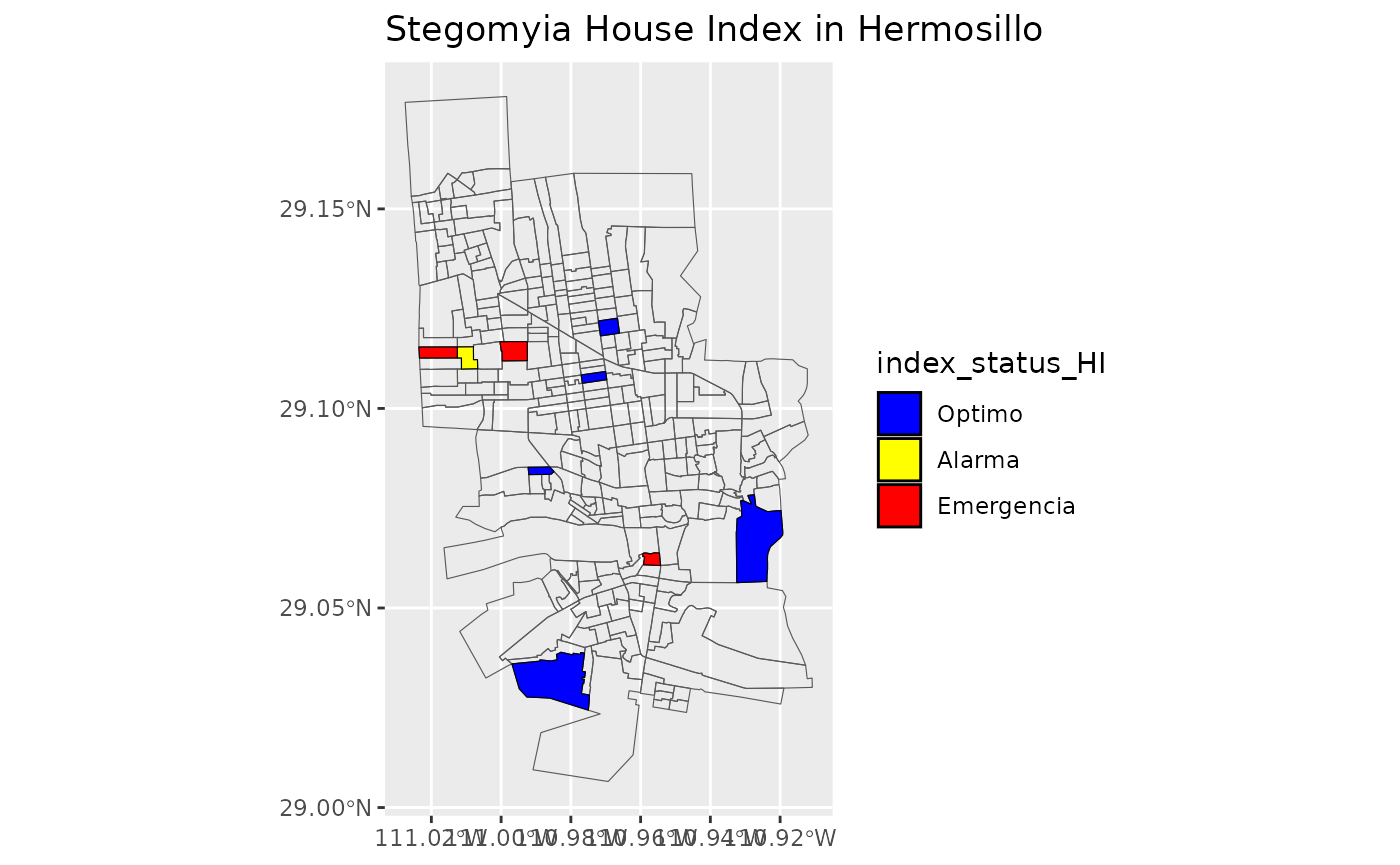 Stegomyia House Index in Hermosillo
29.15°N
29.10°N
29.05°N
29.00°N
111.02°W 111.00°W 110.98°W 110.96°W 110.94°W 110.92°W
index_status_HI
Optimo
Alarma
Emergencia